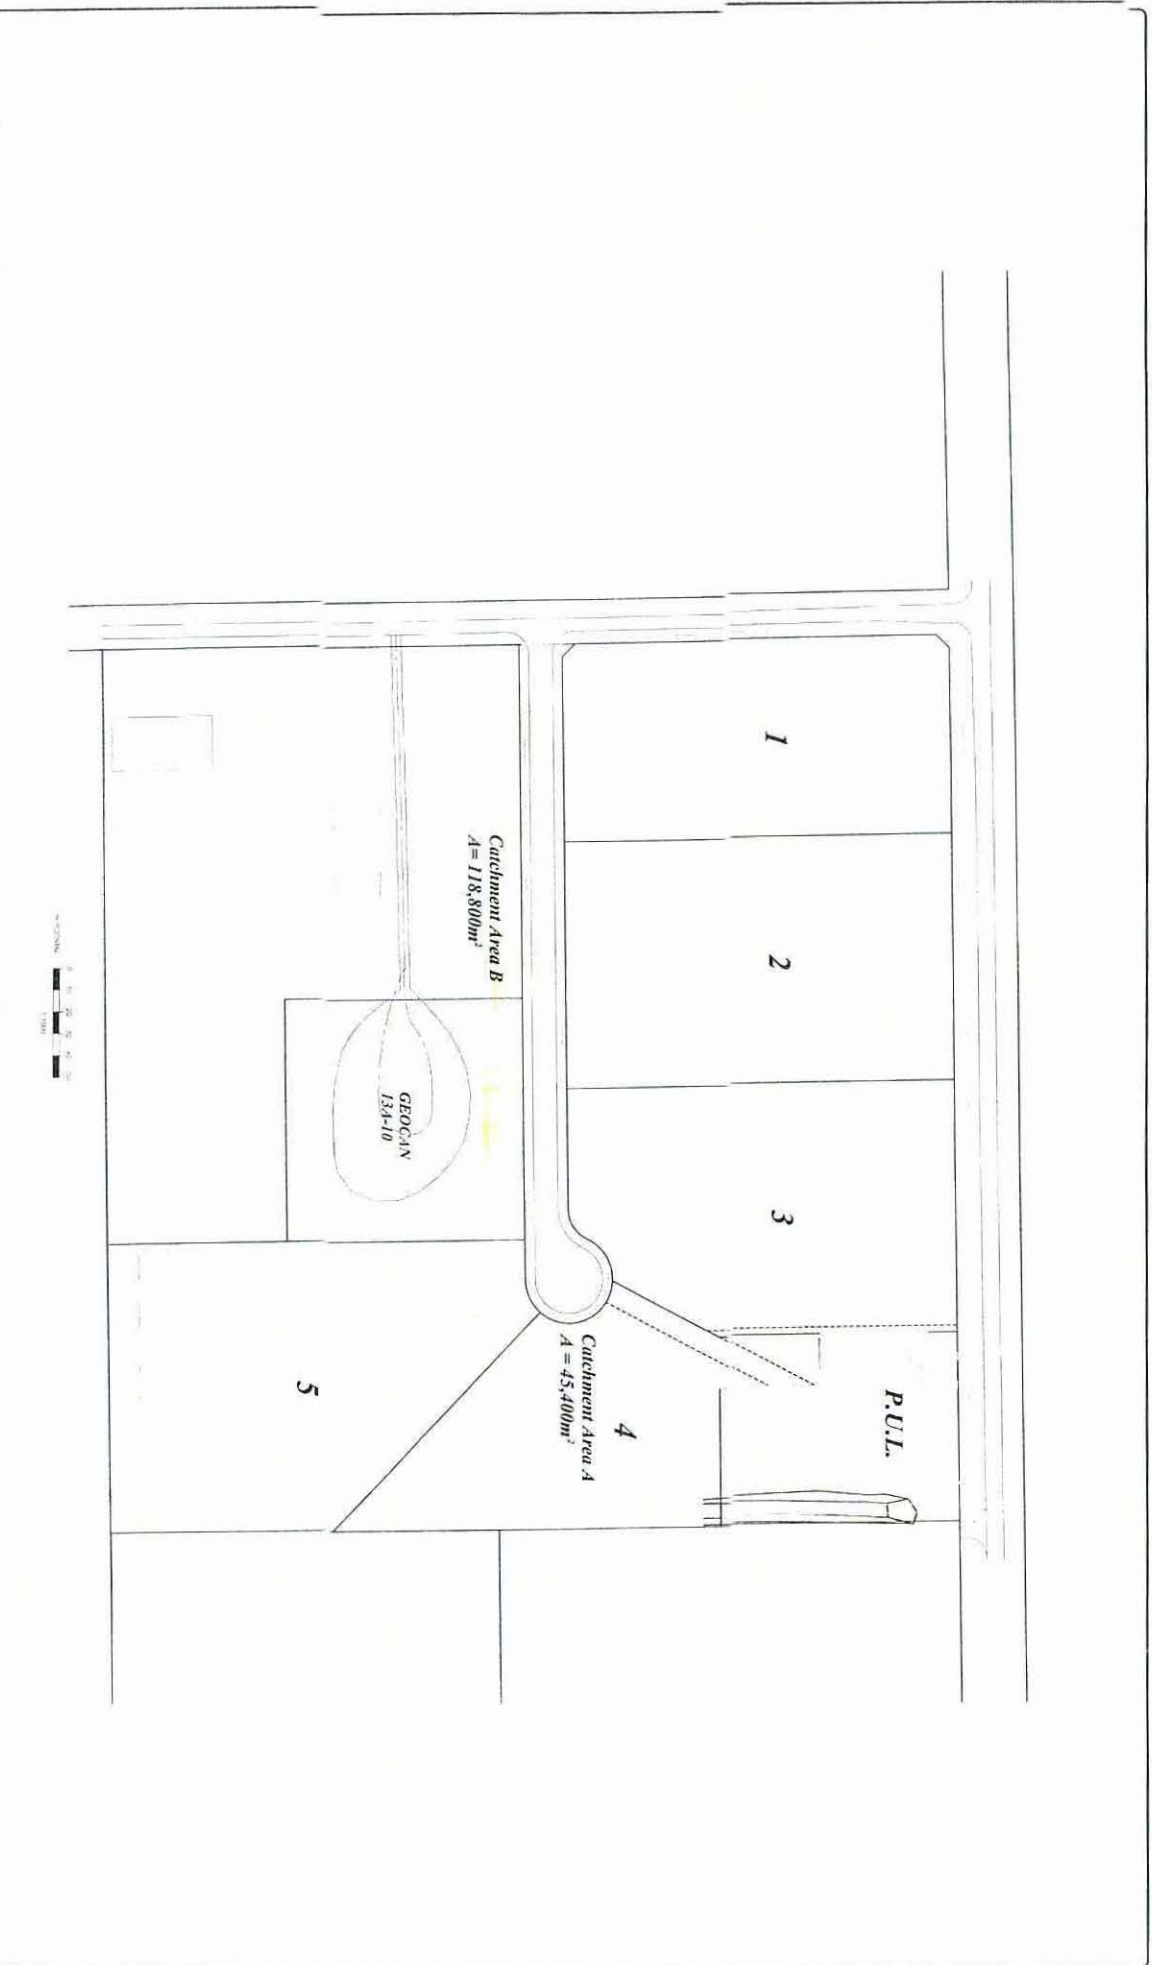 1
2
3
P.U.L.
Catchment Area B
A= 118,800m²
GEOCAN
13A-10
Catchment Area A
A = 45,400m²
4
5